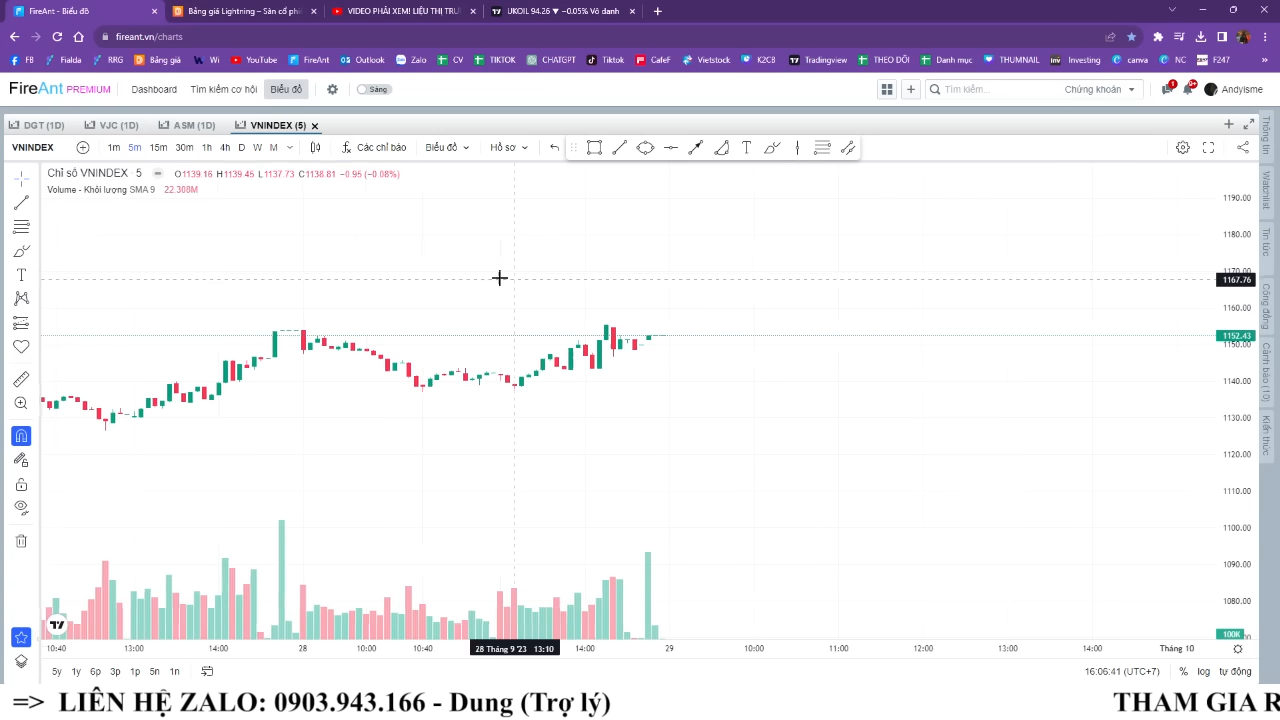 FireAnt - Biểu đồ
Bảng giá Lightning – Sàn cổ phi
VIDEO PHẢI XEM! LIỆU THỊ TRU
UKOIL 94.26 ▼ −0.05% Vô danh
fireant.vn/charts
FB
Fialda
RRG
Bảng giá
Wi
YouTube
FireAnt
Outlook
Zalo
CV
TIKTOK
CHATGPT
Tiktok
CafeF
Vietstock
K2CB
Tradingview
THEO DÕI
Danh mục
THUMNAIL
Investing
canva
NC
F247
FireAnt PREMIUM
Dashboard
Tìm kiếm cơ hội
Biểu đồ
Sáng
Tìm kiếm...
Chứng khoán
1
Andyisme
DGT (1D)
VJC (1D)
ASM (1D)
VNINDEX (5)
VNINDEX
1m 5m 15m 30m 1h 4h D W M
Các chỉ báo
Biểu đồ
Hồ sơ
Chỉ số VNINDEX · 5 O1139.16 H1139.45 L1137.73 C1138.81 −0.95 (−0.08%)
Volume - Khối lượng SMA 9 22.308M
1190.00
1180.00
1170.00
1167.76
1160.00
1152.43
1150.00
1140.00
1130.00
1120.00
1110.00
1100.00
1090.00
1080.00
100K
Thông tin
Watchlist
Tin tức
Cộng đồng
Cảnh báo (10)
Kiến thức
10:40 13:00 14:00 28 10:00 10:40 28 Tháng 9 '23 13:10 14:00 29 10:00 11:00 12:00 13:00 14:00 Tháng 10
5y 1y 6p 3p 1p 5n 1n
16:06:41 (UTC+7) % log tự động
=> LIÊN HỆ ZALO: 0903.943.166 - Dung (Trợ lý)
THAM GIA R